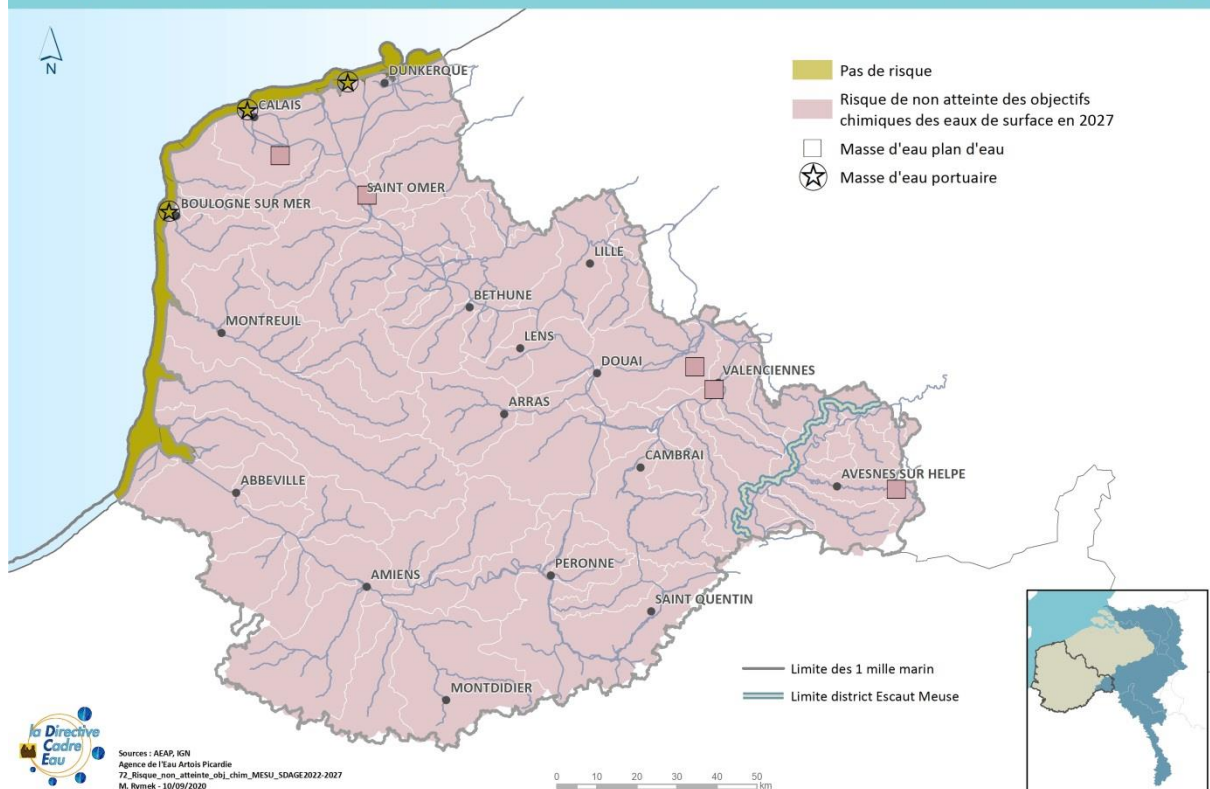 N
DUNKERQUE
CALAIS
SAINT OMER
BOULOGNE SUR MER
LILLE
BETHUNE
MONTREUIL
LENS
DOUAI
VALENCIENNES
ARRAS
CAMBRAI
AVESNES SUR HELPE
ABBEVILLE
PERONNE
AMIENS
SAINT QUENTIN
MONTDIDIER
Pas de risque
Risque de non atteinte des objectifs
chimiques des eaux de surface en 2027
Masse d'eau plan d'eau
Masse d'eau portuaire
Limite des 1 mille marin
Limite district Escaut Meuse
la Directive
Cadre
Eau
Sources : AEAP, IGN
Agence de l'Eau Artois Picardie
72_Risque_non_atteinte_obj_chim_MESU_SDAGE2022-2027
M. Rymek - 10/09/2020
0 10 20 30 40 50
km